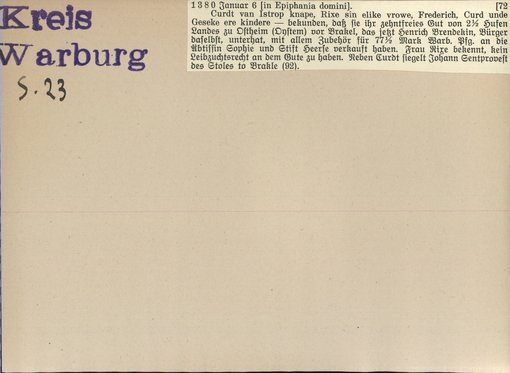 Kreis
Warburg
S. 23
1380 Januar 6 [in Epiphania domini]. [72
Curdt van Istrop knape, Rixe sin elike vrowe, Frederich, Curd unde
Geseke ere kindere — bekunden, daß sie ihr zehntfreies Gut von 2½ Hufen
Landes zu Ostheim (Oystem) vor Brakel, das jetzt Henrich Wrendekin, Bürger
daselbst, unterhat, mit allem Zubehör für 77½ Mark Warb. Pfg. an die
Äbtissin Sophie und Stift Heerse verkauft haben. Frau Rixe bekennt, kein
Leibzuchtsrecht an dem Gute zu haben. Neben Curdt siegelt Johann Sentprovest
des Stoles to Brakle (92).